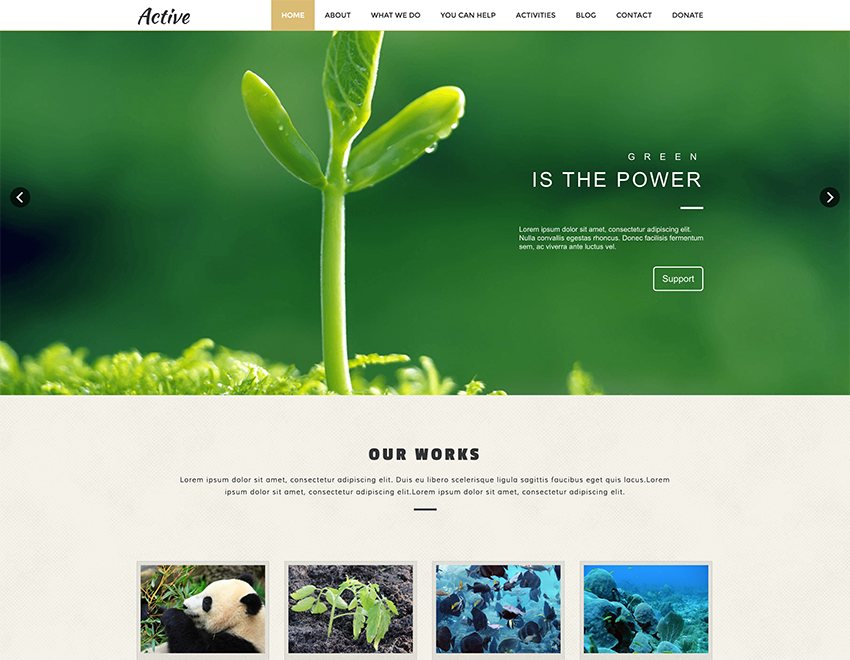 Active
HOME ABOUT WHAT WE DO YOU CAN HELP ACTIVITIES BLOG CONTACT DONATE
GREEN
IS THE POWER
Lorem ipsum dolor sit amet, consectetur adipiscing elit.
Nulla convallis egestas rhoncus. Donec facilisis fermentum
sem, ac viverra ante luctus vel.
Support
OUR WORKS
Lorem ipsum dolor sit amet, consectetur adipiscing elit. Duis eu libero scelerisque ligula sagittis faucibus eget quis lacus.Lorem
ipsum dolor sit amet, consectetur adipiscing elit.Lorem ipsum dolor sit amet, consectetur adipiscing elit.